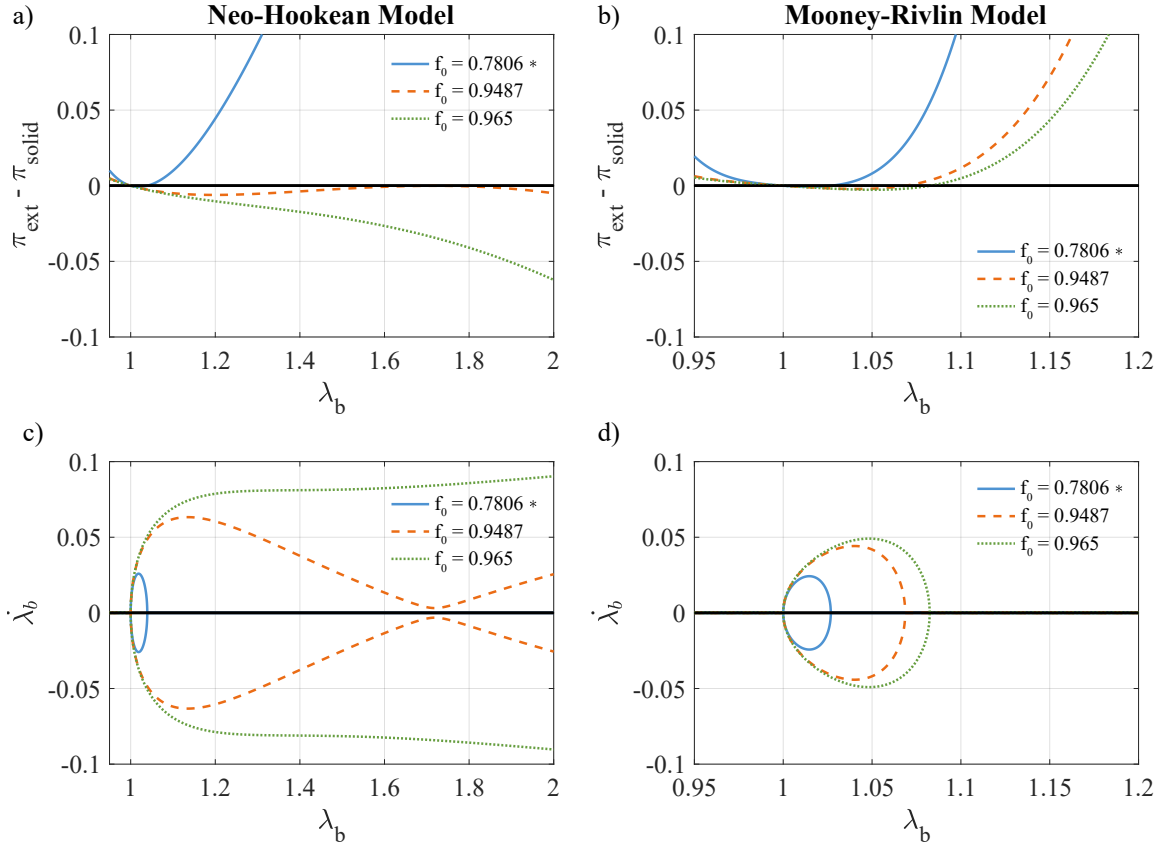 a)
Neo-Hookean Model
0.1
0.05
0
-0.05
-0.1
π_ext - π_solid
f_0 = 0.7806 *
f_0 = 0.9487
f_0 = 0.965
1
1.2
1.4
1.6
1.8
2
λ_b
b)
Mooney-Rivlin Model
0.1
0.05
0
-0.05
-0.1
π_ext - π_solid
f_0 = 0.7806 *
f_0 = 0.9487
f_0 = 0.965
0.95
1
1.05
1.1
1.15
1.2
λ_b
c)
0.1
0.05
0
-0.05
-0.1
λ̇_b
f_0 = 0.7806 *
f_0 = 0.9487
f_0 = 0.965
1
1.2
1.4
1.6
1.8
2
λ_b
d)
0.1
0.05
0
-0.05
-0.1
λ̇_b
f_0 = 0.7806 *
f_0 = 0.9487
f_0 = 0.965
0.95
1
1.05
1.1
1.15
1.2
λ_b